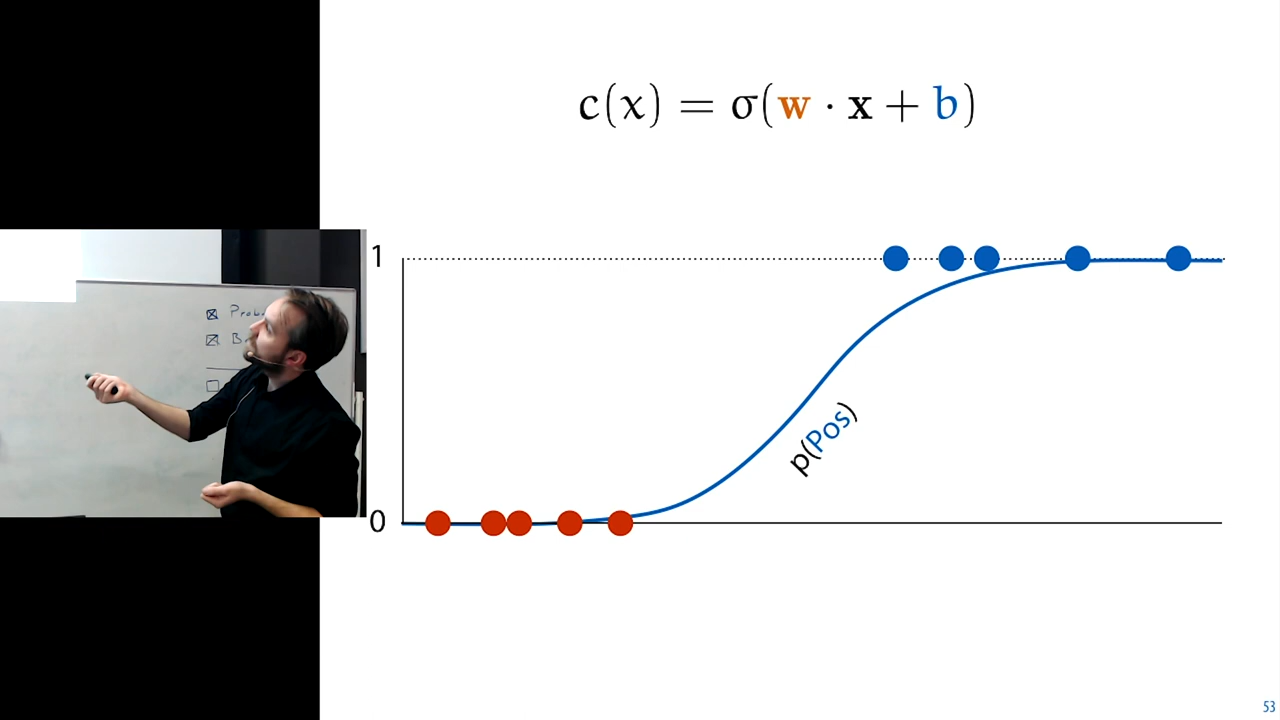 c(x) = σ(w · x + b)
1
p(Pos)
0
53